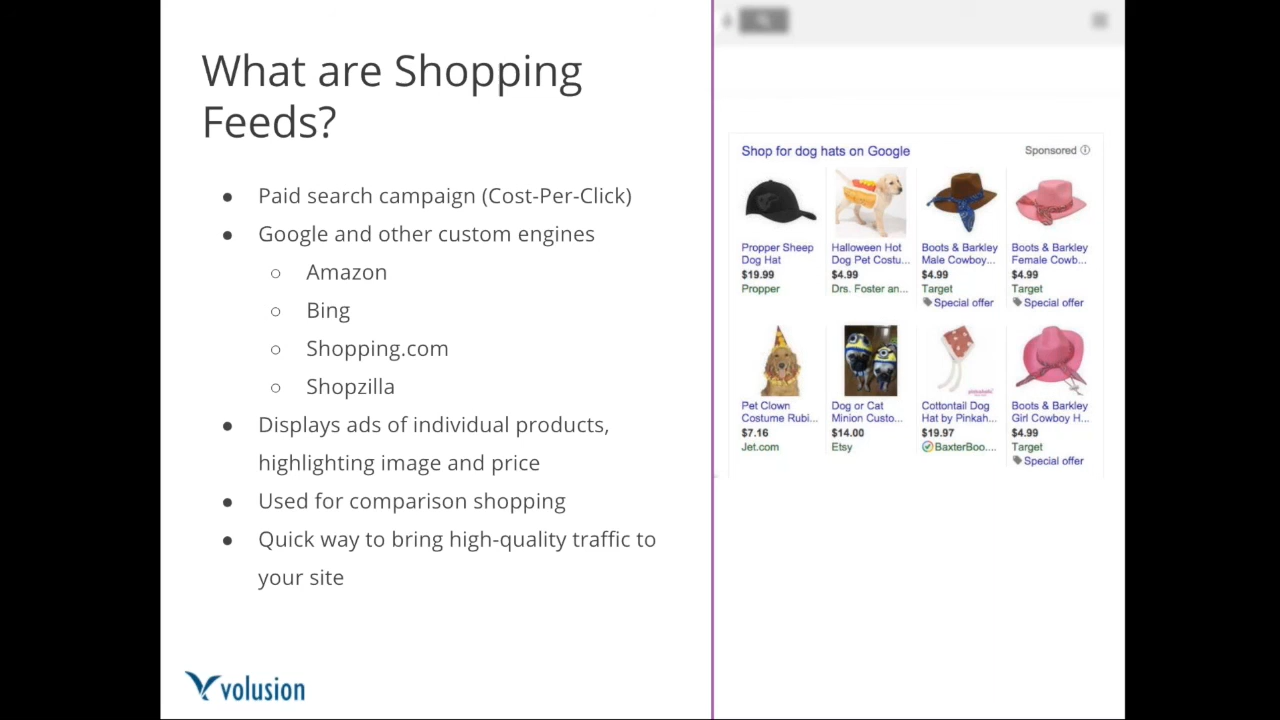 What are Shopping
Feeds?
● Paid search campaign (Cost-Per-Click)
● Google and other custom engines
○ Amazon
○ Bing
○ Shopping.com
○ Shopzilla
● Displays ads of individual products,
highlighting image and price
● Used for comparison shopping
● Quick way to bring high-quality traffic to
your site
volusion
Shop for dog hats on Google Sponsored
Propper Sheep
Dog Hat
$19.99
Propper
Halloween Hot
Dog Pet Costu...
$4.99
Drs. Foster an...
Boots & Barkley
Male Cowboy...
$4.99
Target
Special offer
Boots & Barkley
Female Cowb...
$4.99
Target
Special offer
Pet Clown
Costume Rubi...
$7.16
Jet.com
Dog or Cat
Minion Custo...
$14.00
Etsy
Cottontail Dog
Hat by Pinkah...
$19.97
BaxterBoo....
Boots & Barkley
Girl Cowboy H...
$4.99
Target
Special offer